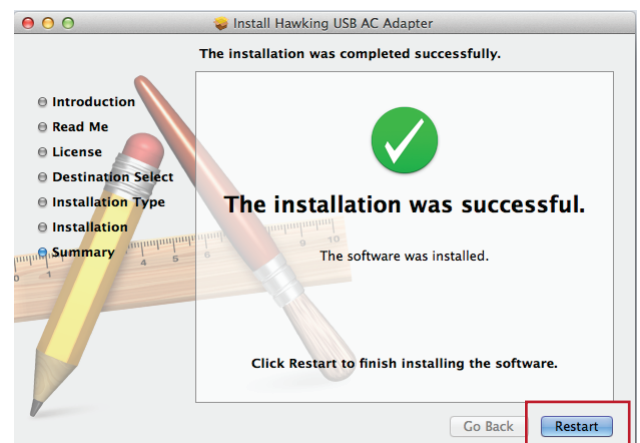 Install Hawking USB AC Adapter
The installation was completed successfully.
Introduction
Read Me
License
Destination Select
Installation Type
Installation
Summary
The installation was successful.
The software was installed.
Click Restart to finish installing the software.
Go Back
Restart